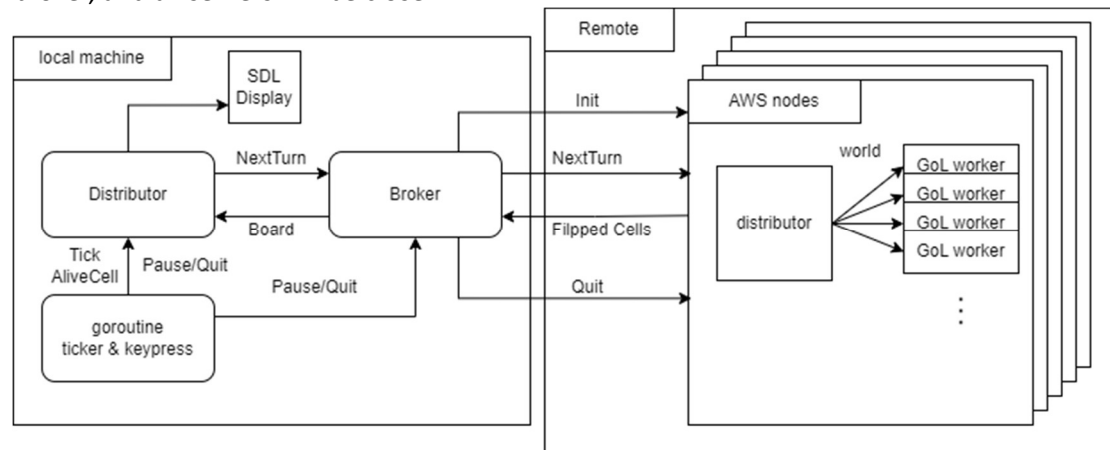 local machine
SDL
Display
Distributor
NextTurn
Board
Broker
Tick
AliveCell
Pause/Quit
Pause/Quit
goroutine
ticker & keypress
Remote
Init
NextTurn
Filpped Cells
Quit
AWS nodes
distributor
world
GoL worker
GoL worker
GoL worker
GoL worker